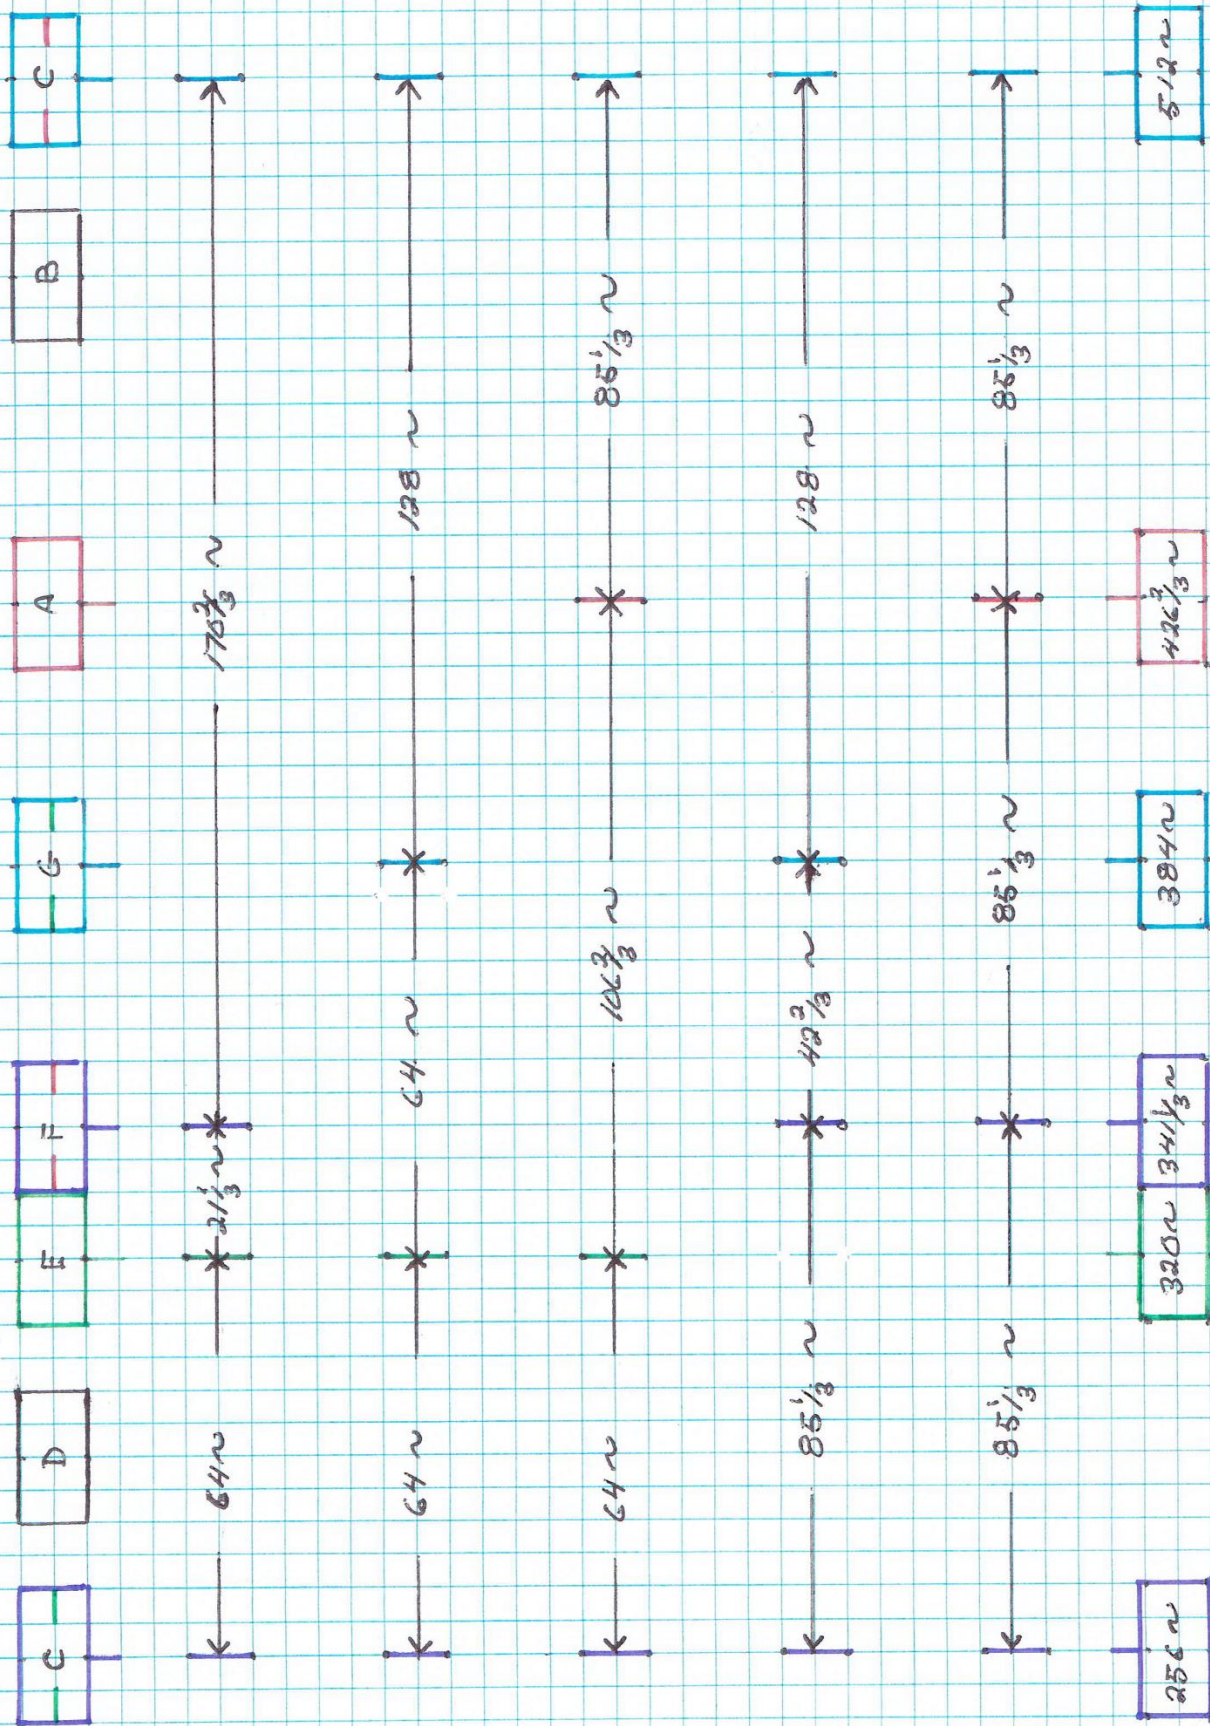 C D E F G A B C
64 ~ 21 1/3 ~ 170 2/3 ~
64 ~ 64 ~ 128 ~
64 ~ 106 2/3 ~ 85 1/3 ~
85 1/3 ~ 42 2/3 ~ 128 ~
85 1/3 ~ 85 1/3 ~ 85 1/3 ~
256 ~ 320 ~ 341 1/3 ~ 384 ~ 426 2/3 ~ 512 ~